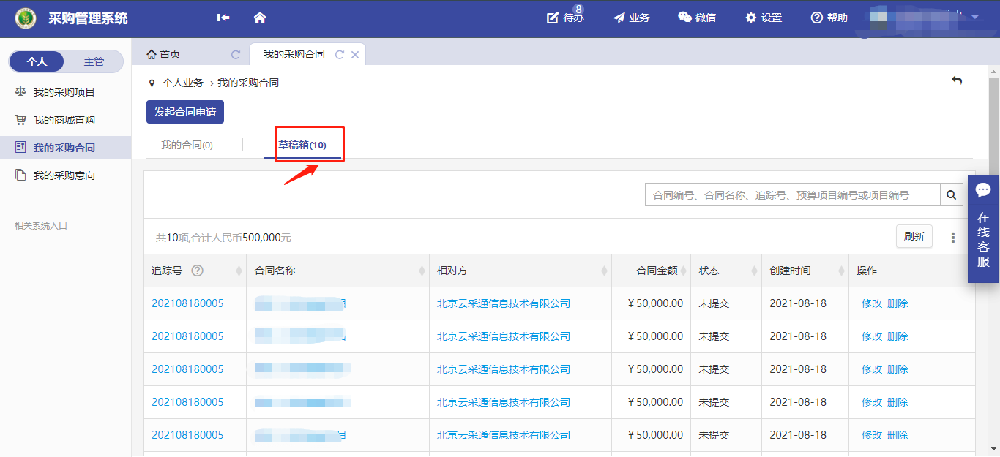 采购管理系统
待办 8
业务
微信
设置
帮助
个人
主管
首页
我的采购合同
我的采购项目
我的商城直购
我的采购合同
我的采购意向
相关系统入口
个人业务 > 我的采购合同
发起合同申请
我的合同(0)
草稿箱(10)
合同编号、合同名称、追踪号、预算项目编号或项目编号
共10项,合计人民币500,000元
刷新
追踪号 合同名称 相对方 合同金额 状态 创建时间 操作
202108180005 北京云采通信息技术有限公司 ¥50,000.00 未提交 2021-08-18 修改 删除
202108180005 北京云采通信息技术有限公司 ¥50,000.00 未提交 2021-08-18 修改 删除
202108180005 北京云采通信息技术有限公司 ¥50,000.00 未提交 2021-08-18 修改 删除
202108180005 北京云采通信息技术有限公司 ¥50,000.00 未提交 2021-08-18 修改 删除
202108180005 北京云采通信息技术有限公司 ¥50,000.00 未提交 2021-08-18 修改 删除
在线客服